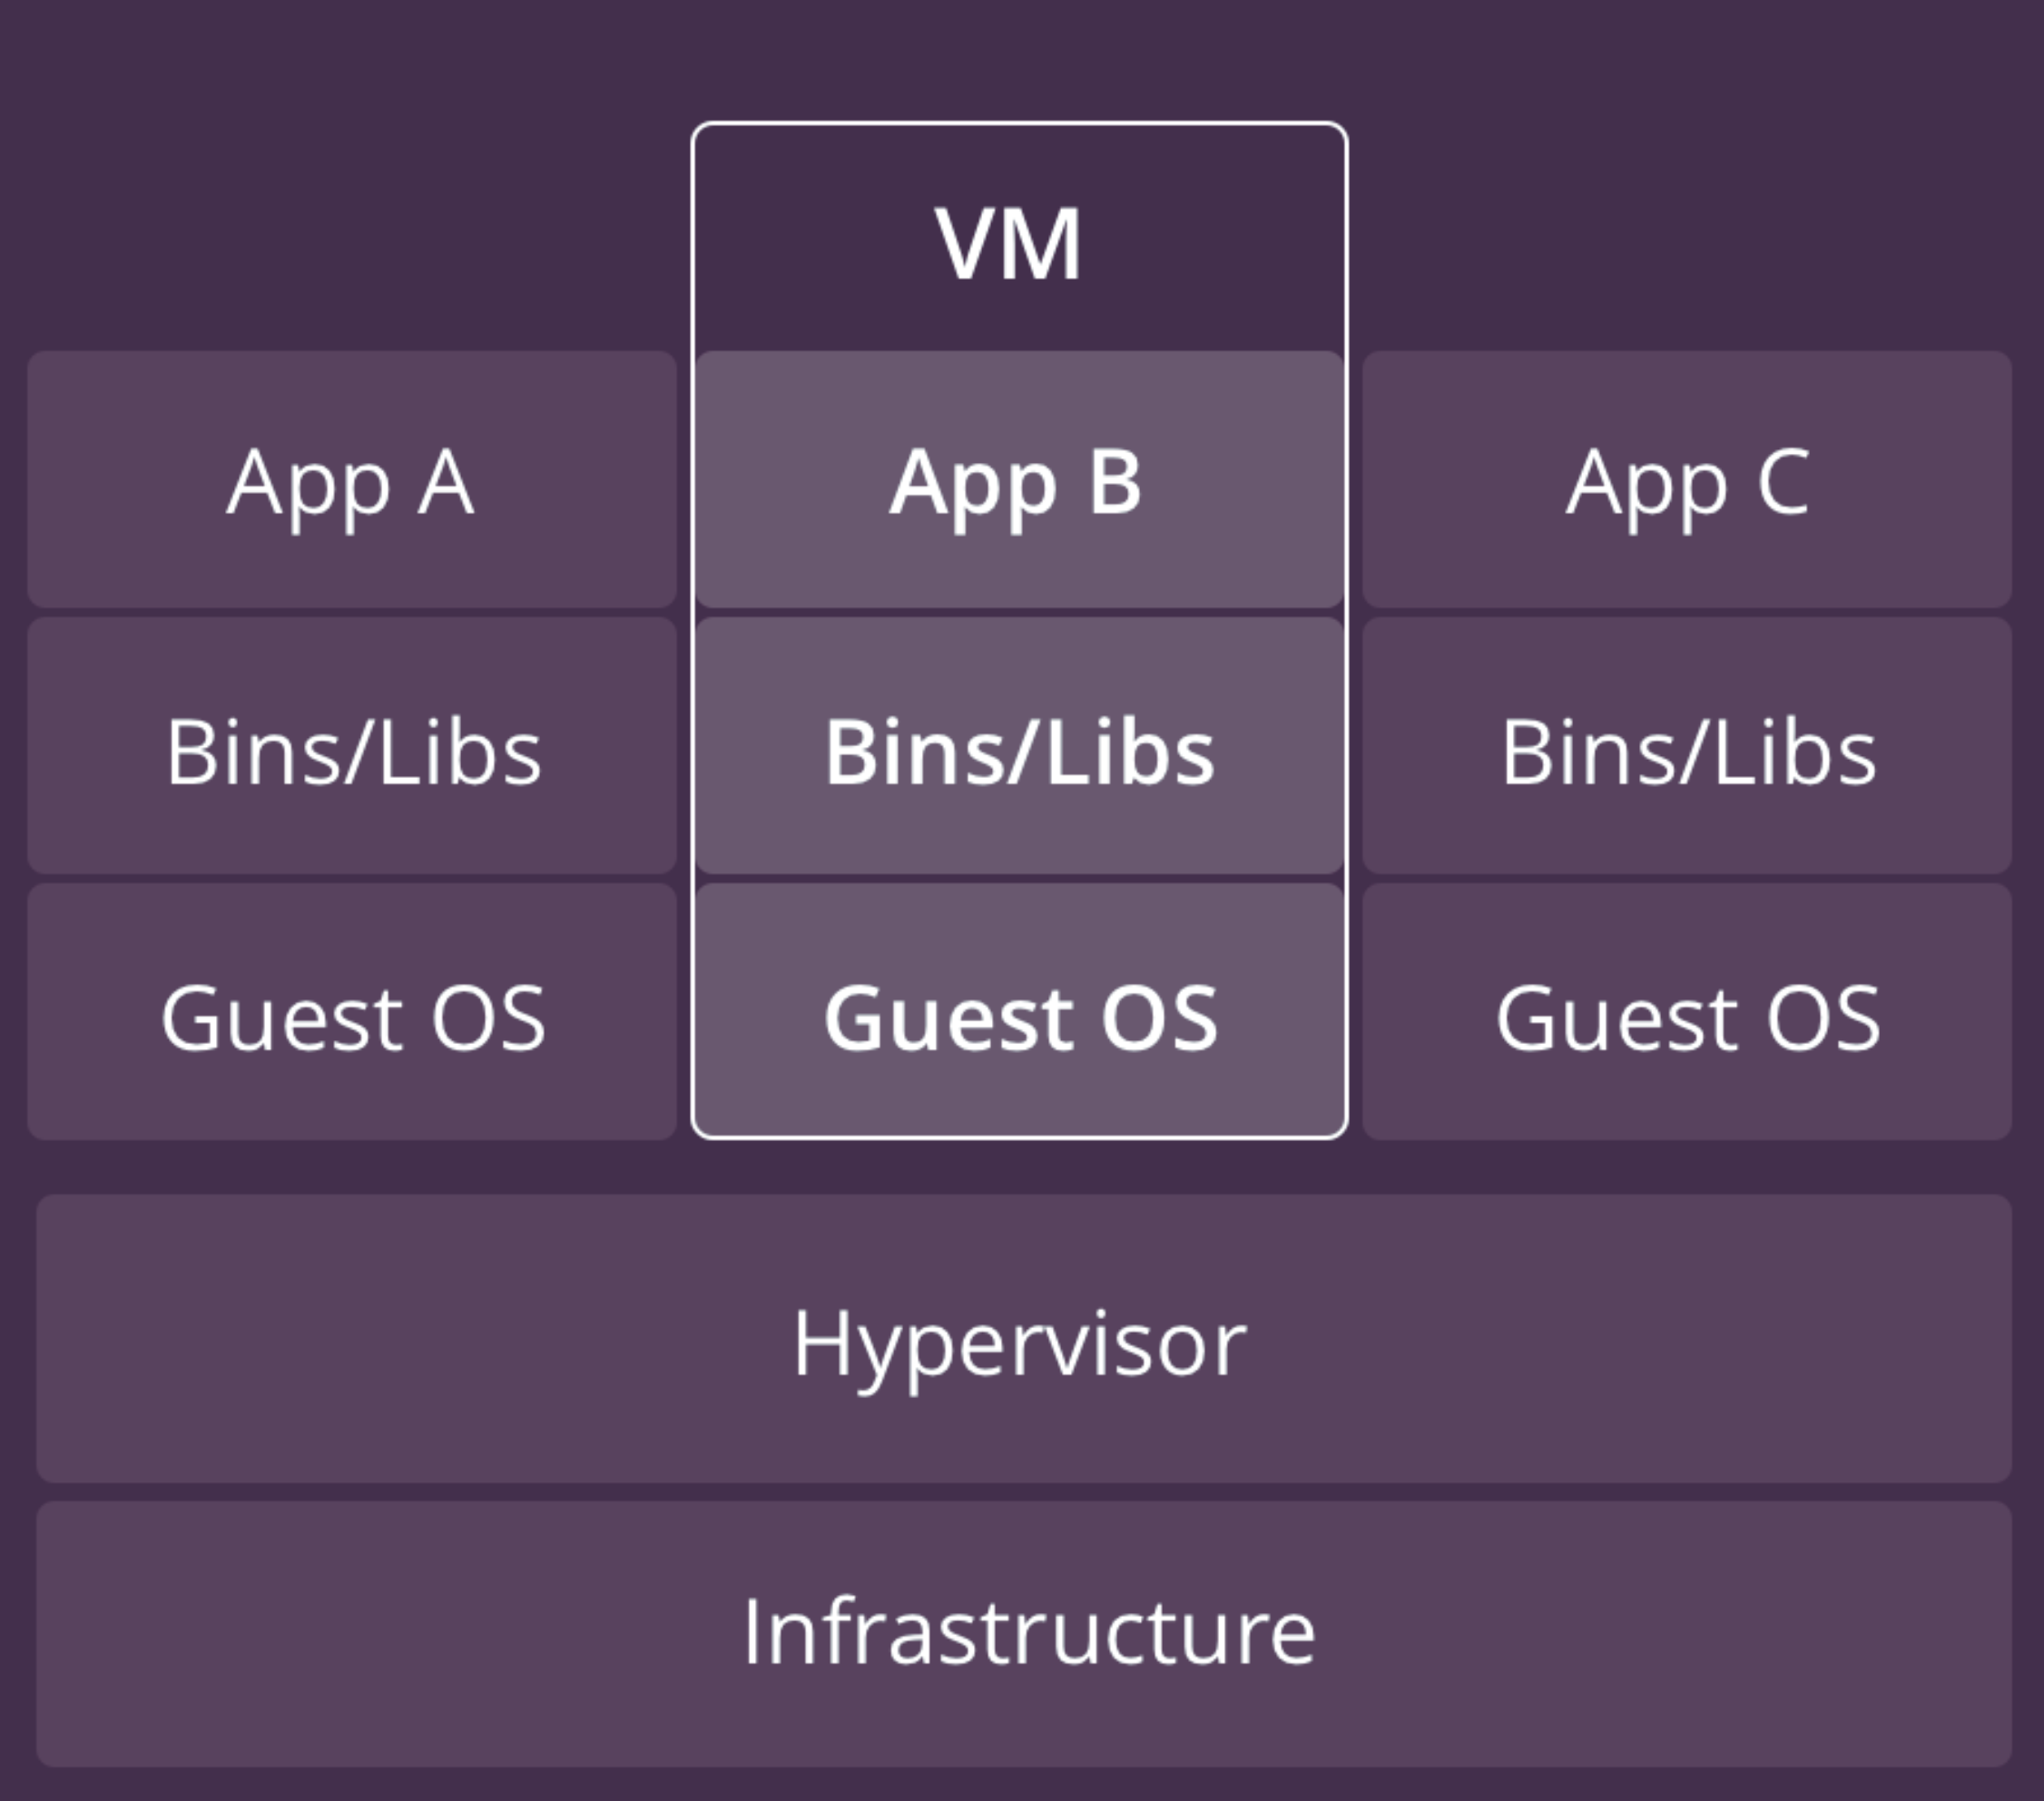 VM
App A
App B
App C
Bins/Libs
Bins/Libs
Bins/Libs
Guest OS
Guest OS
Guest OS
Hypervisor
Infrastructure